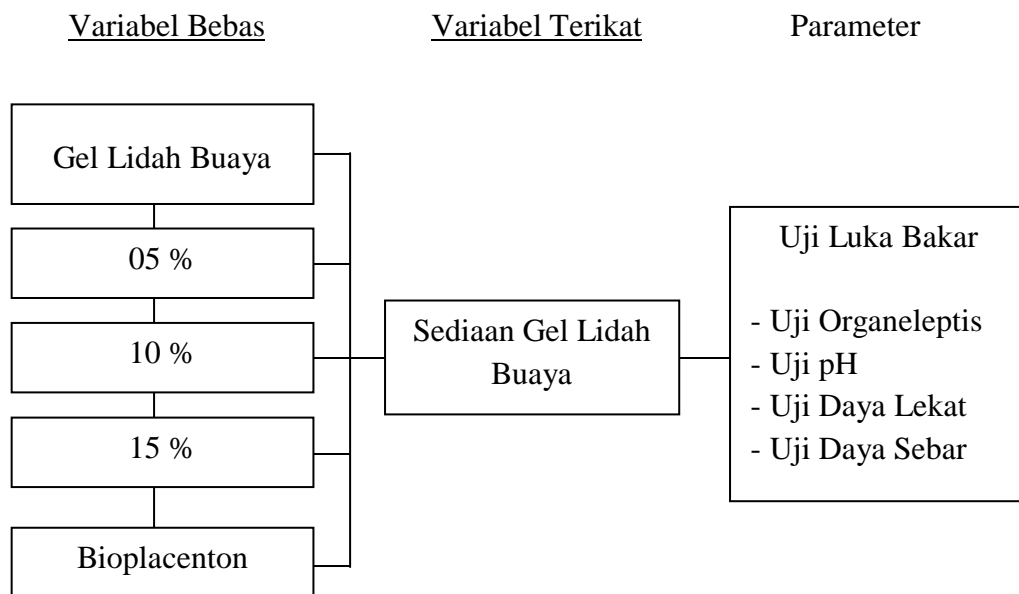 Variabel Bebas
Variabel Terikat
Parameter
Gel Lidah Buaya
05 %
10 %
15 %
Bioplacenton
Sediaan Gel Lidah
Buaya
Uji Luka Bakar
- Uji Organeleptis
- Uji pH
- Uji Daya Lekat
- Uji Daya Sebar